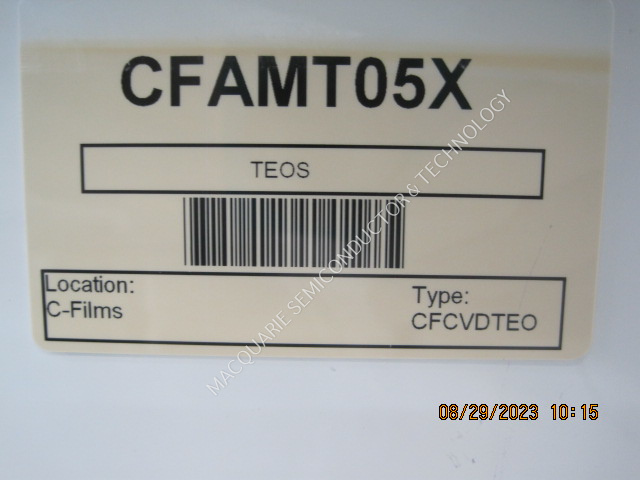 CFAMT05X
TEOS
Location:
C-Films
Type:
CFCVDTEO
MACQUARIE SEMICONDUCTOR & TECHNOLOGY
08/29/2023 10:15